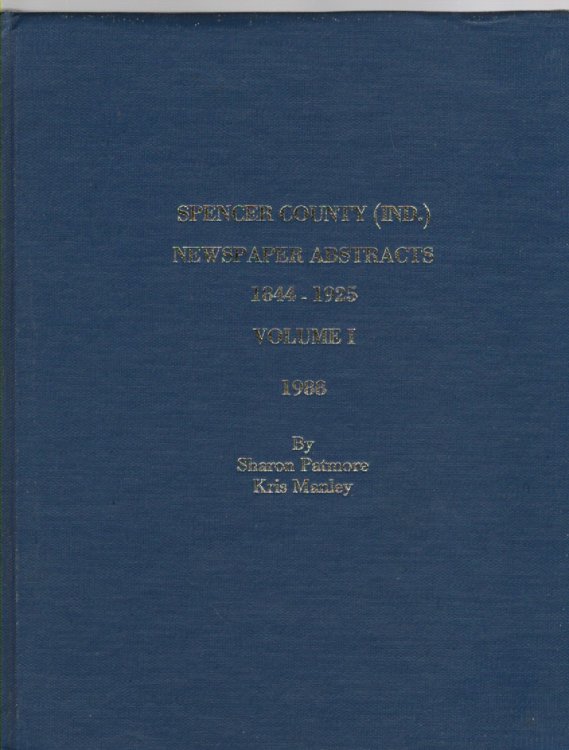 SPENCER COUNTY (IND.)
NEWSPAPER ABSTRACTS
1844 - 1925
VOLUME I
1988
By
Sharon Patmore
Kris Manley